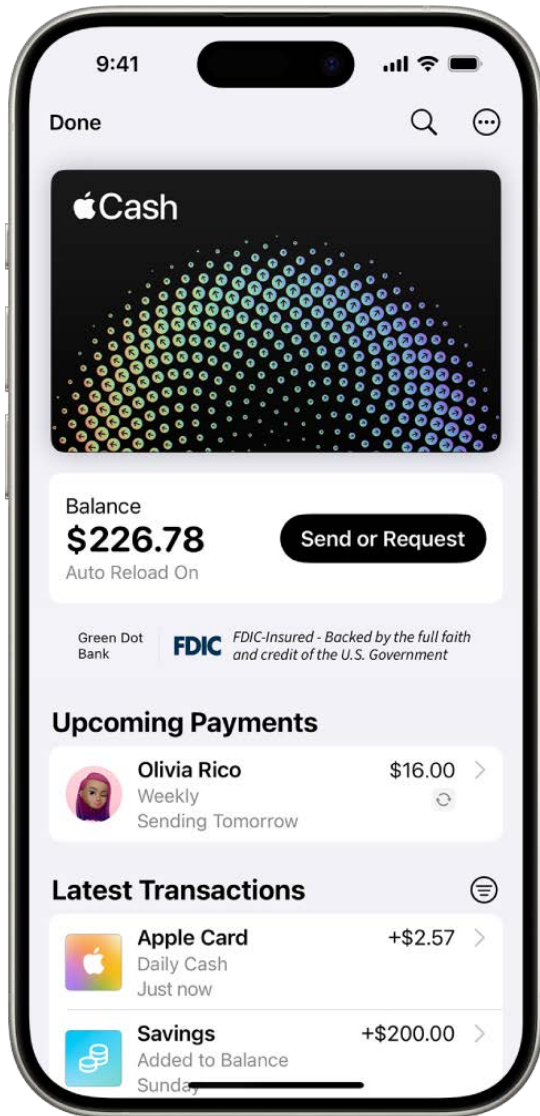 9:41
Done
Cash
Balance
$226.78
Send or Request
Auto Reload On
Green Dot
Bank
FDIC
FDIC-Insured - Backed by the full faith
and credit of the U.S. Government
Upcoming Payments
Olivia Rico
$16.00
Weekly
Sending Tomorrow
Latest Transactions
Apple Card
+$2.57
Daily Cash
Just now
Savings
+$200.00
Added to Balance
Sunday